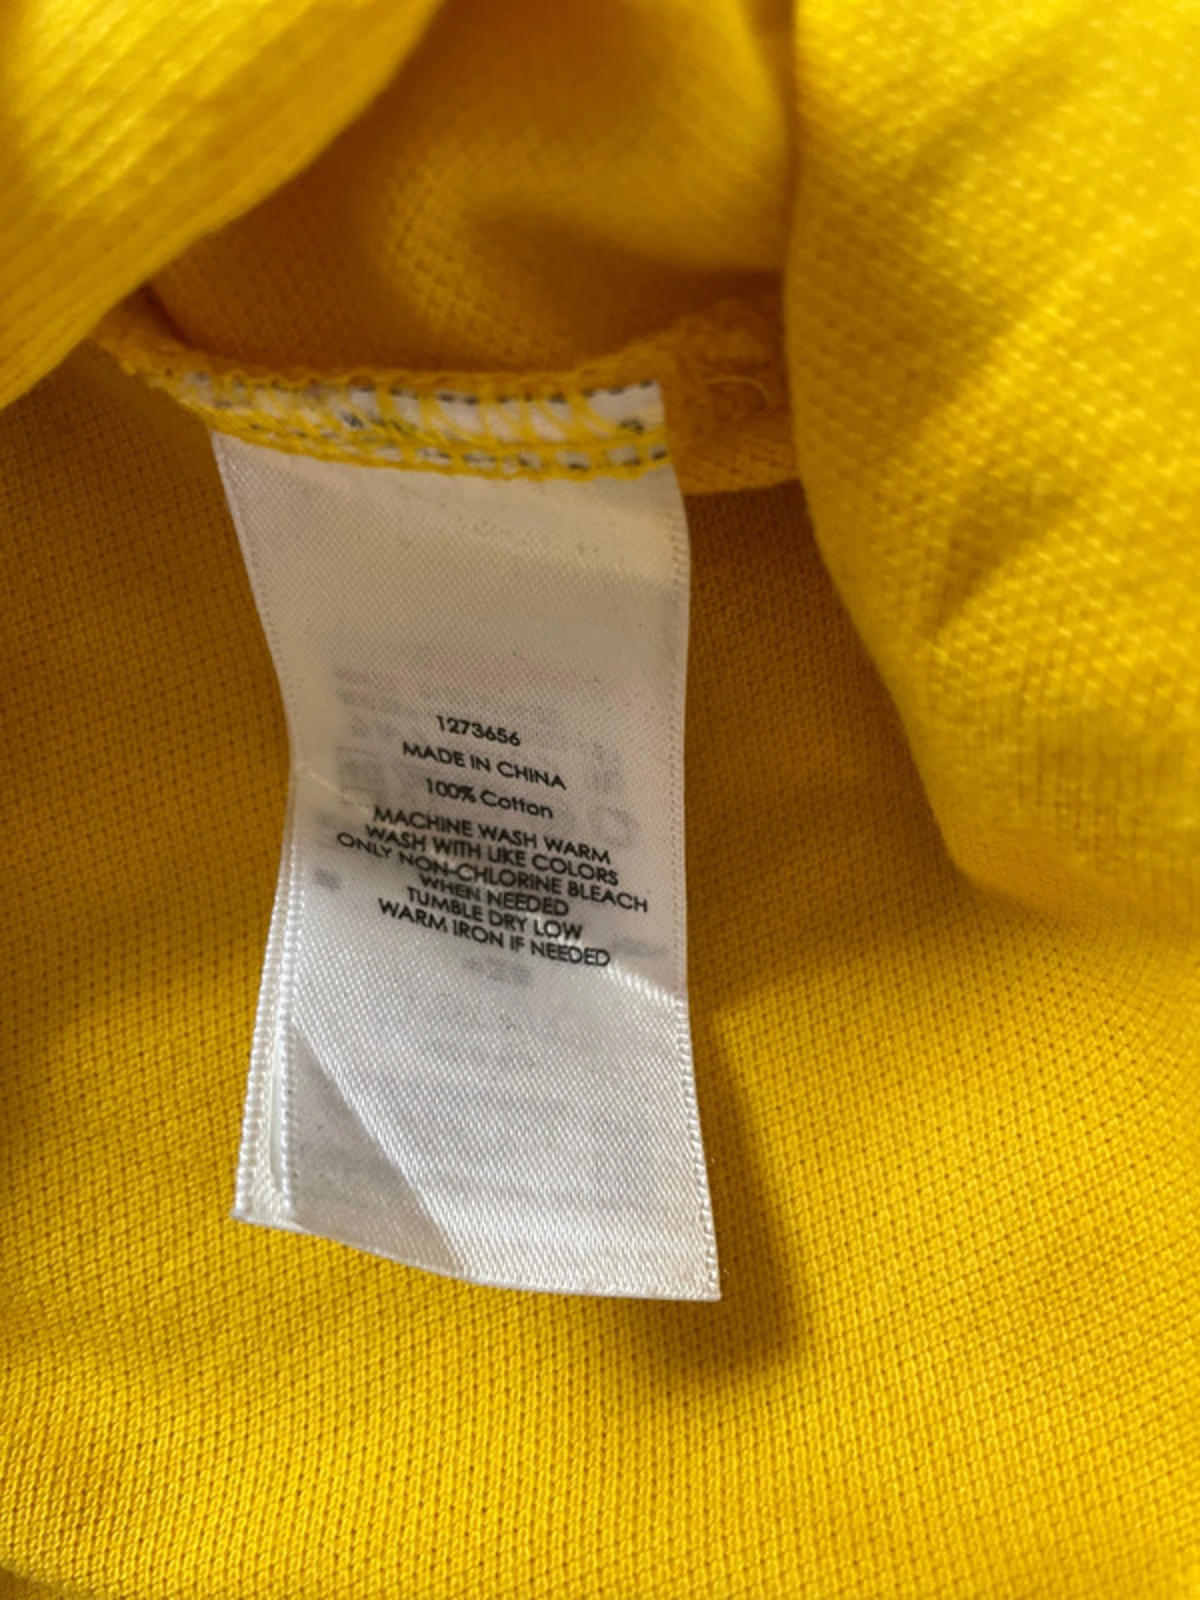 1273656
MADE IN CHINA
100% Cotton
MACHINE WASH WARM
WASH WITH LIKE COLORS
ONLY NON-CHLORINE BLEACH
WHEN NEEDED
TUMBLE DRY LOW
WARM IRON IF NEEDED